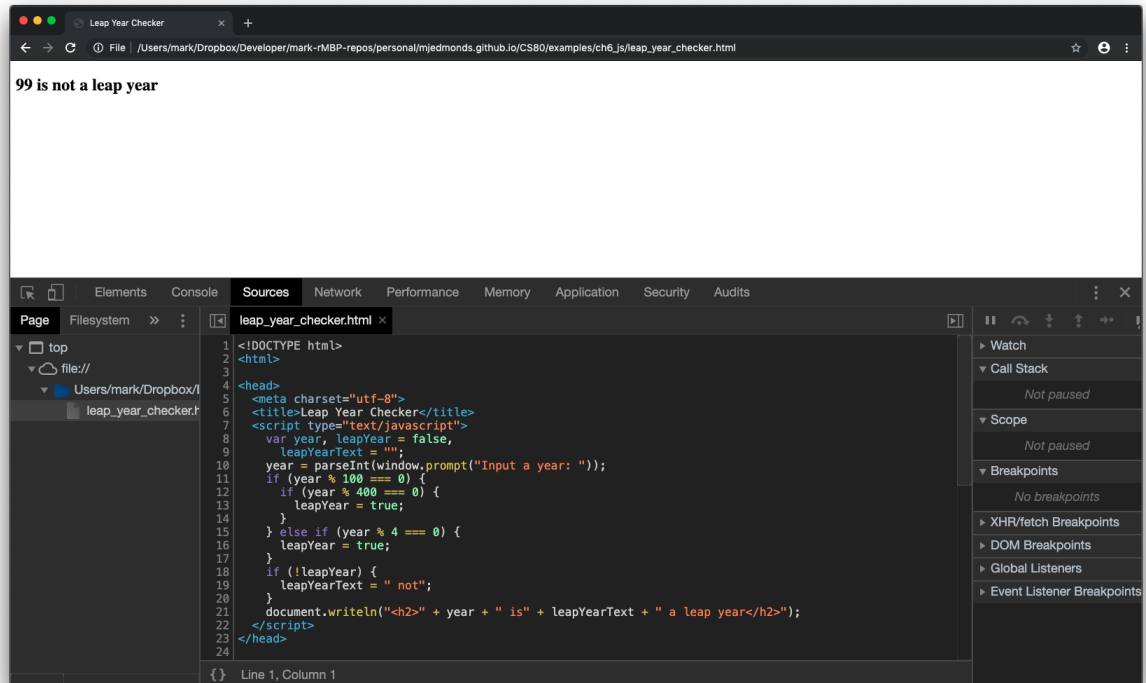 Leap Year Checker
File /Users/mark/Dropbox/Developer/mark-rMBP-repos/personal/mjedmonds.github.io/CS80/examples/ch6_js/leap_year_checker.html
99 is not a leap year
Elements Console Sources Network Performance Memory Application Security Audits
Page Filesystem » leap_year_checker.html ×
top
file://
Users/mark/Dropbox/
leap_year_checker.h
1 <!DOCTYPE html>
2 <html>
3
4 <head>
5   <meta charset="utf-8">
6   <title>Leap Year Checker</title>
7   <script type="text/javascript">
8     var year, leapYear = false,
9       leapYearText = "";
10     year = parseInt(window.prompt("Input a year: "));
11     if (year % 100 === 0) {
12       if (year % 400 === 0) {
13         leapYear = true;
14       }
15     } else if (year % 4 === 0) {
16       leapYear = true;
17     }
18     if (!leapYear) {
19       leapYearText = " not";
20     }
21     document.writeln("<h2>" + year + " is" + leapYearText + " a leap year</h2>");
22   </script>
23 </head>
24
{} Line 1, Column 1
Watch
Call Stack
Not paused
Scope
Not paused
Breakpoints
No breakpoints
XHR/fetch Breakpoints
DOM Breakpoints
Global Listeners
Event Listener Breakpoints